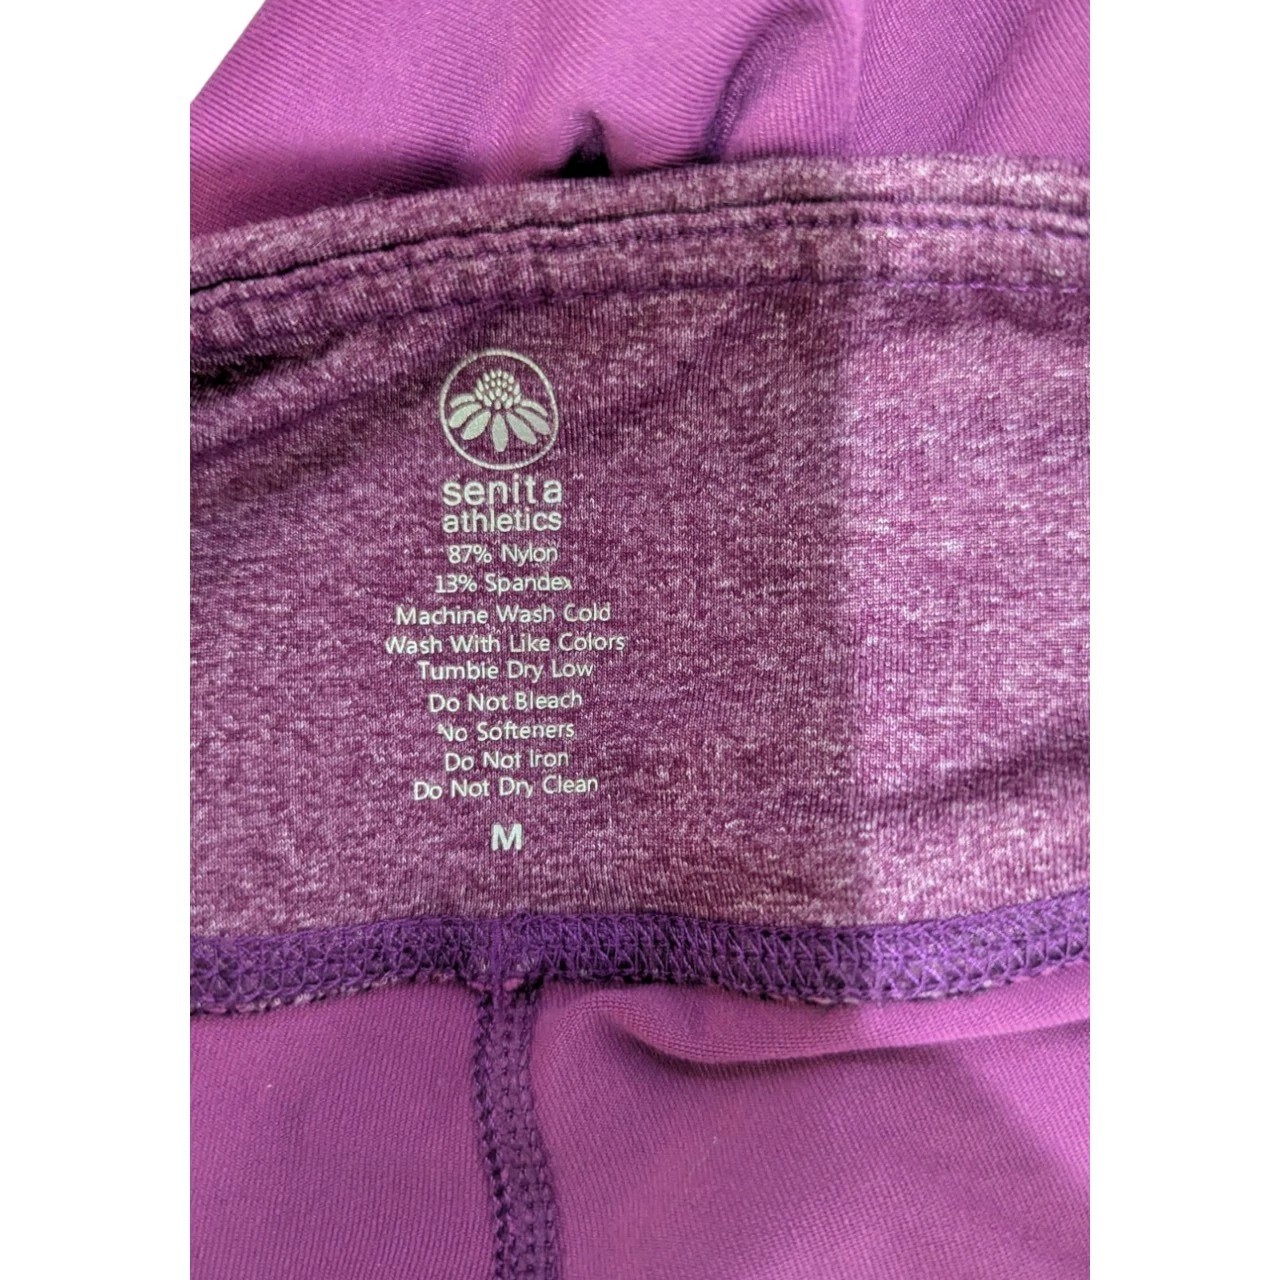 senita
athletics
87% Nylon
13% Spandex
Machine Wash Cold
Wash With Like Colors
Tumble Dry Low
Do Not Bleach
No Softeners
Do Not Iron
Do Not Dry Clean
M